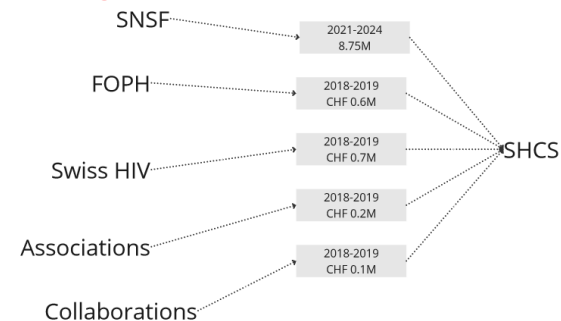 SNSF
2021-2024
8.75M
FOPH
2018-2019
CHF 0.6M
Swiss HIV
2018-2019
CHF 0.7M
SHCS
Associations
2018-2019
CHF 0.2M
Collaborations
2018-2019
CHF 0.1M